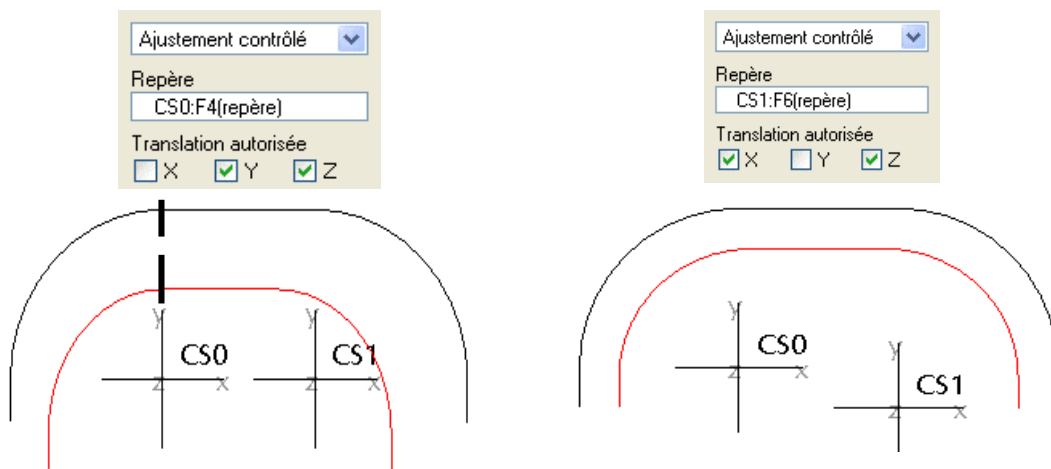 Ajustement contrôlé
Repère
CS0:F4(repère)
Translation autorisée
X Y Z
y y
CS0 CS1
z x z x
Ajustement contrôlé
Repère
CS1:F6(repère)
Translation autorisée
X Y Z
y
CS0
z x
y
CS1
z x